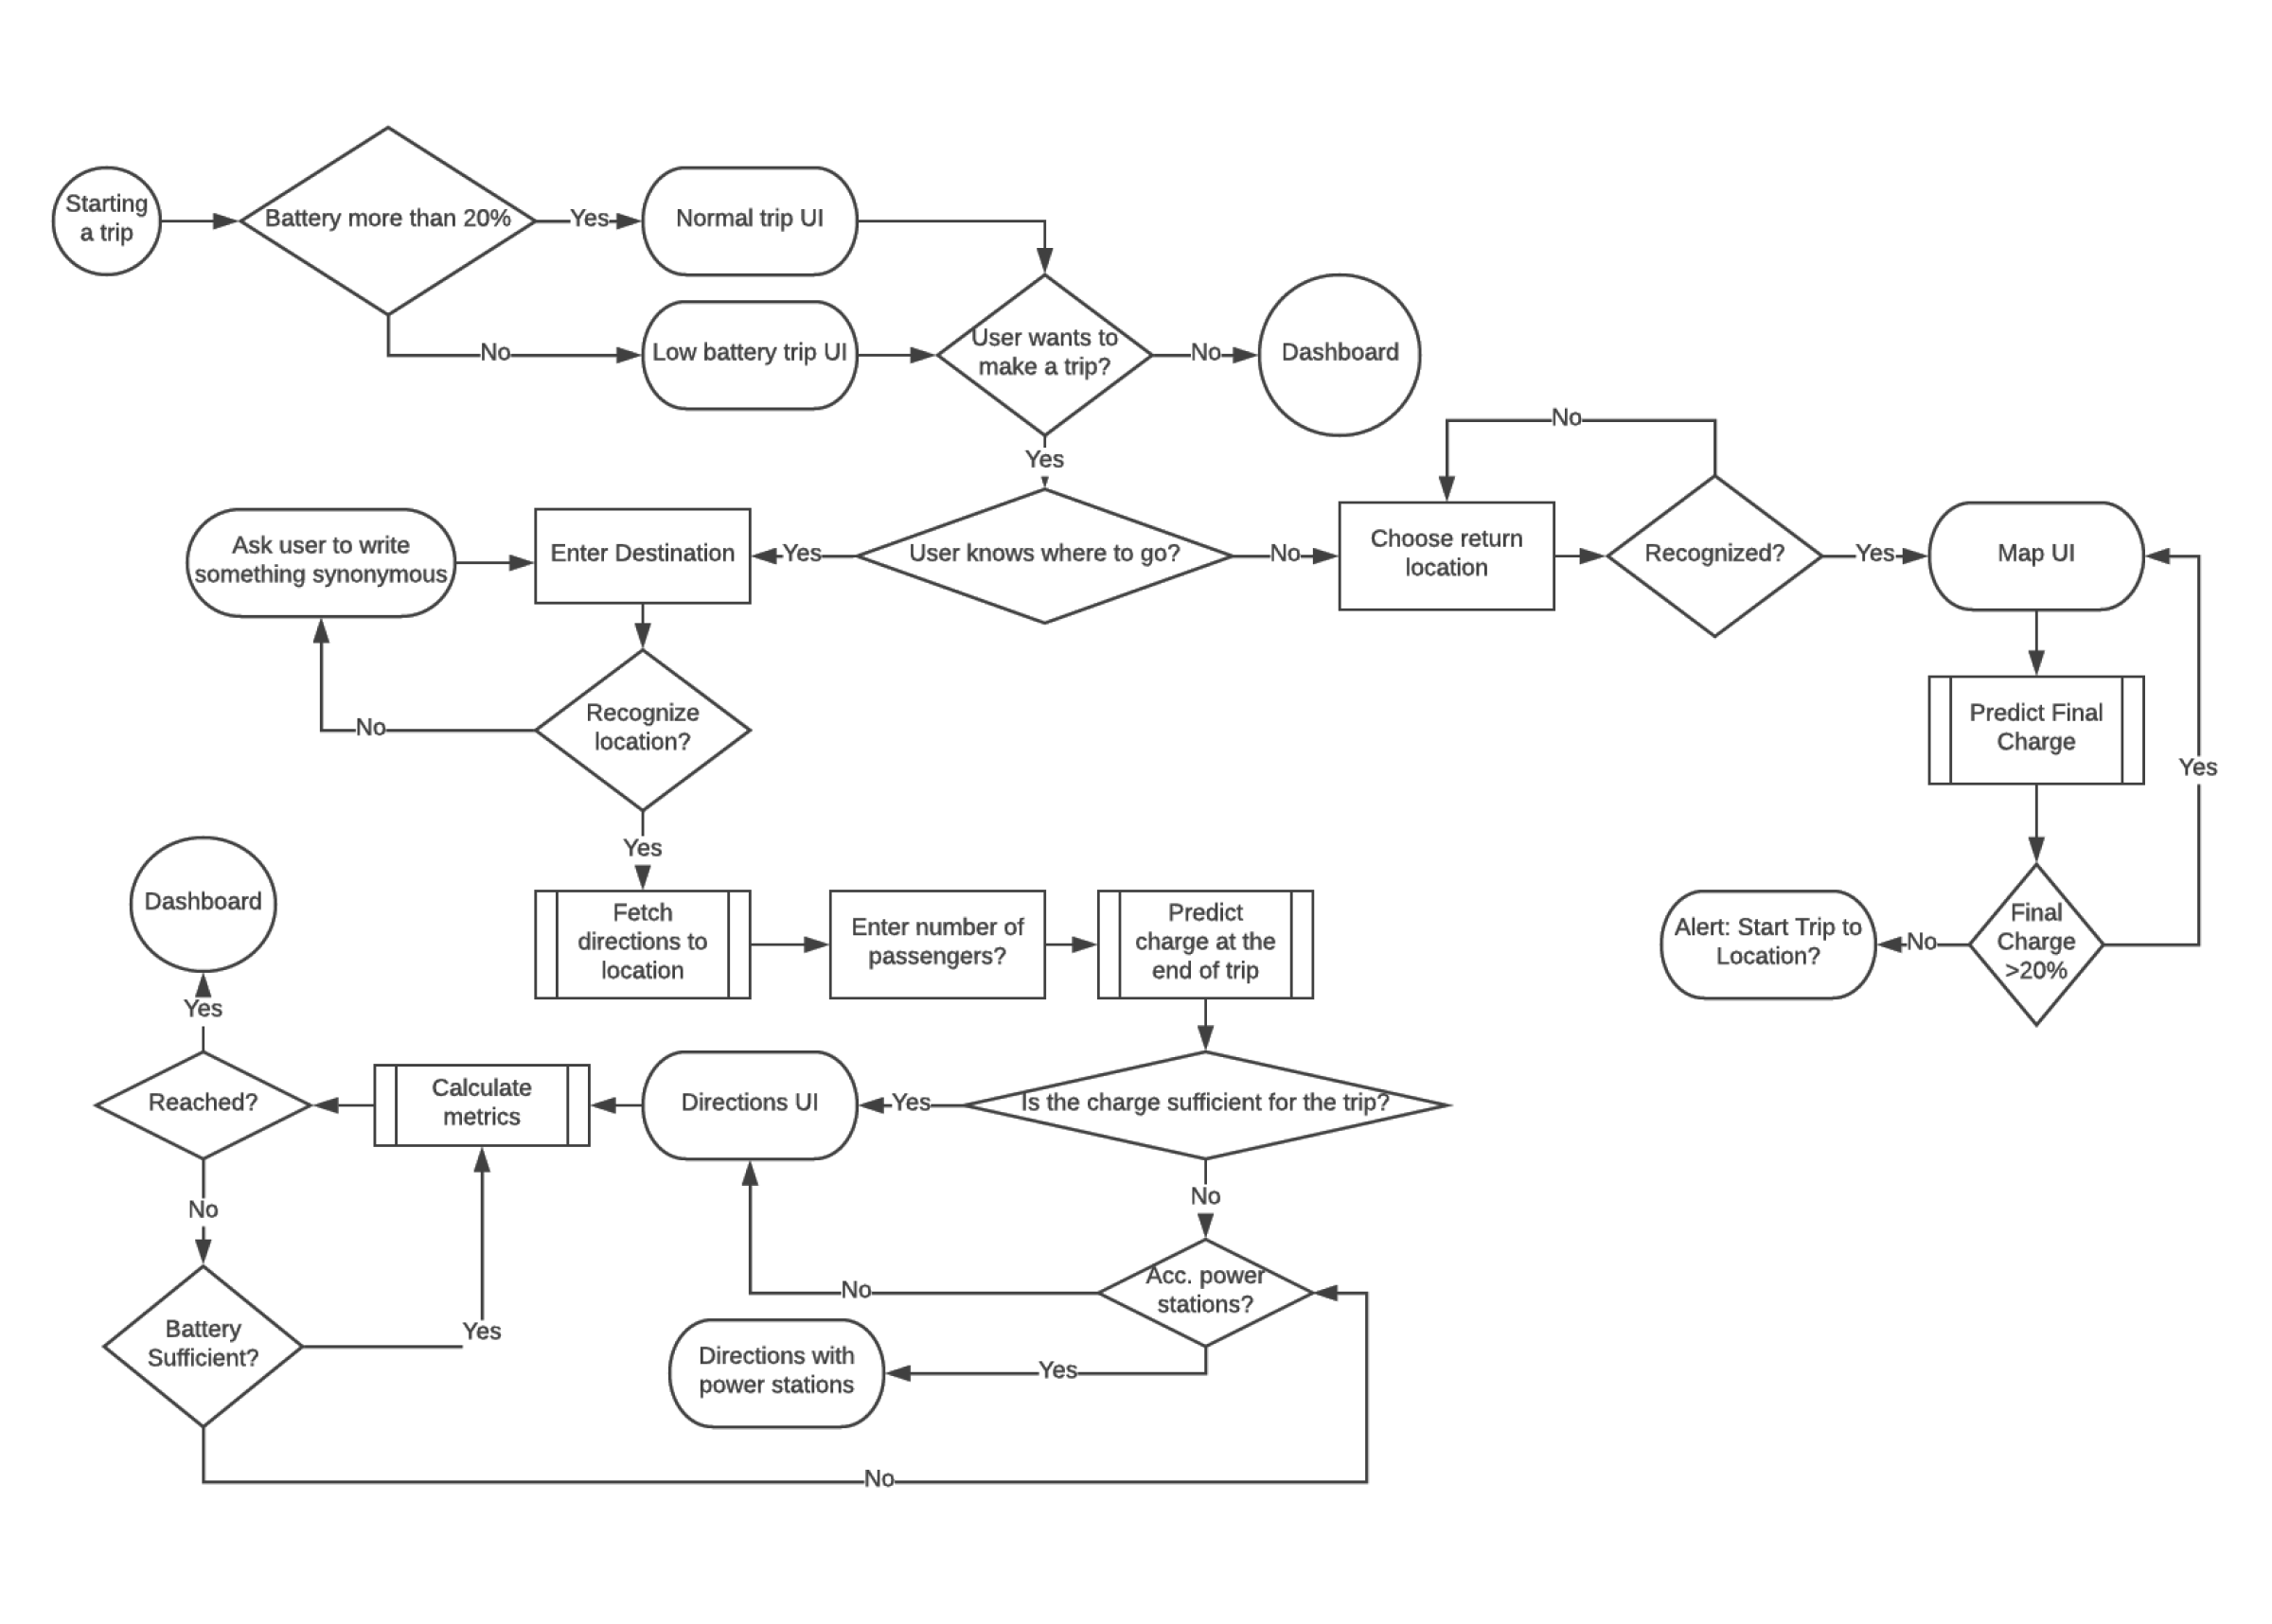 Starting
a trip
Battery more than 20%
Yes
Normal trip UI
No
Low battery trip UI
User wants to
make a trip?
No
Dashboard
Yes
No
Ask user to write
something synonymous
Enter Destination
Yes
User knows where to go?
No
Choose return
location
Recognized?
Yes
Map UI
Recognize
location?
No
Predict Final
Charge
Yes
Yes
Dashboard
Fetch
directions to
location
Enter number of
passengers?
Predict
charge at the
end of trip
Alert: Start Trip to
Location?
No
Final
Charge
>20%
Yes
Reached?
Calculate
metrics
Directions UI
Yes
Is the charge sufficient for the trip?
No
No
Battery
Sufficient?
Yes
No
Acc. power
stations?
Directions with
power stations
Yes
No